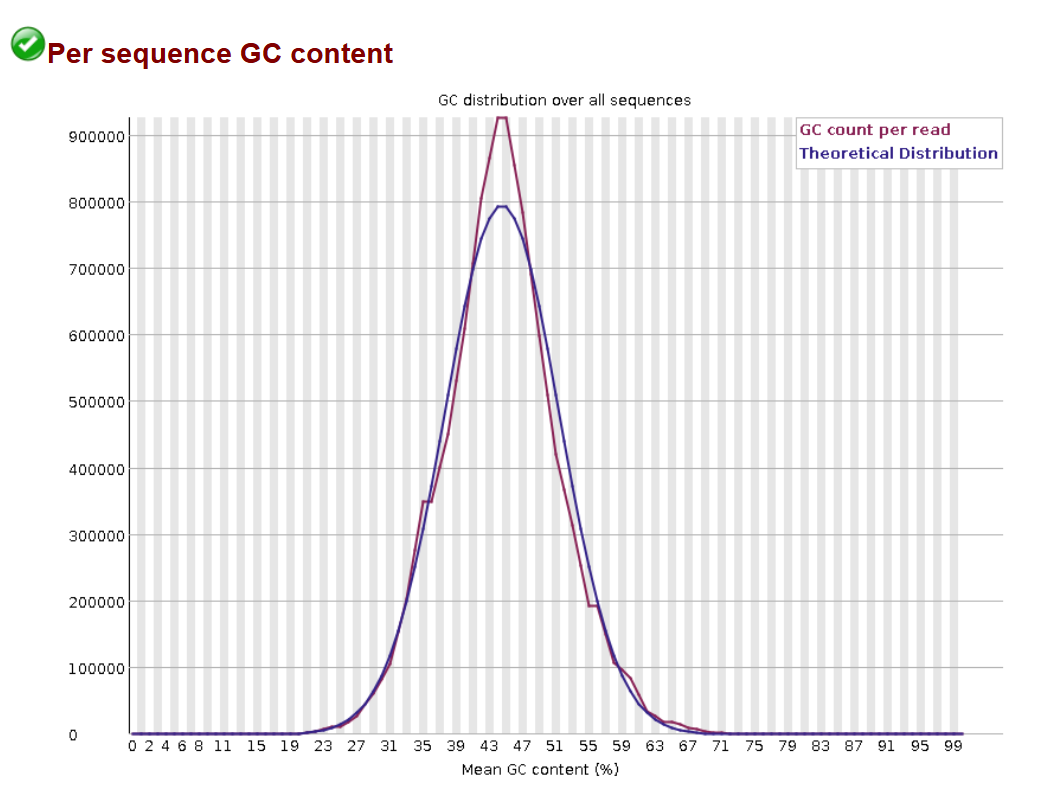 Per sequence GC content
GC distribution over all sequences
GC count per read
Theoretical Distribution
900000
800000
700000
600000
500000
400000
300000
200000
100000
0
0 2 4 6 8 11 15 19 23 27 31 35 39 43 47 51 55 59 63 67 71 75 79 83 87 91 95 99
Mean GC content (%)